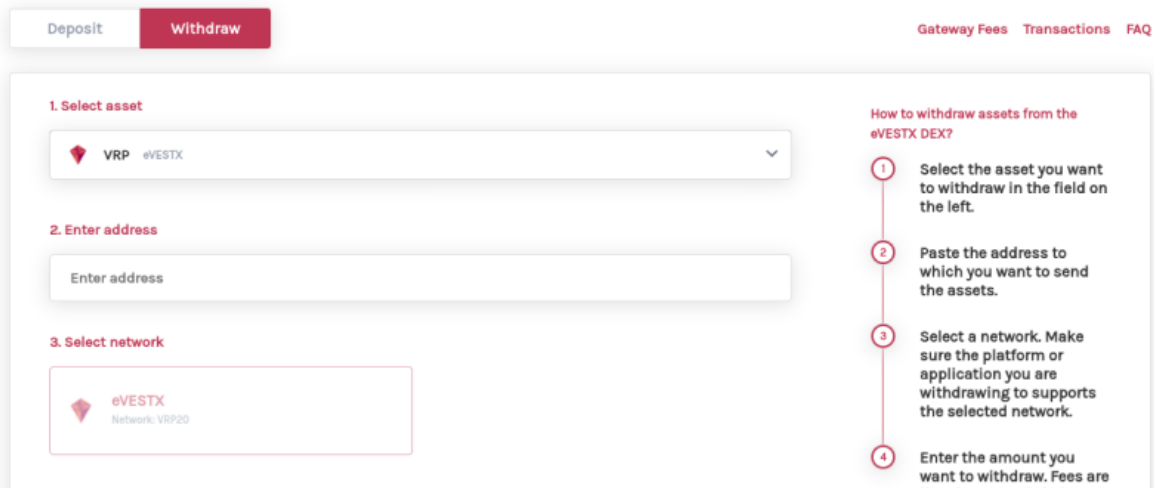 Deposit
Withdraw
Gateway Fees Transactions FAQ
1. Select asset
VRP eVESTX
2. Enter address
Enter address
3. Select network
eVESTX
Network: VRP20
How to withdraw assets from the
eVESTX DEX?
1
Select the asset you want
to withdraw in the field on
the left.
2
Paste the address to
which you want to send
the assets.
3
Select a network. Make
sure the platform or
application you are
withdrawing to supports
the selected network.
4
Enter the amount you
want to withdraw. Fees are